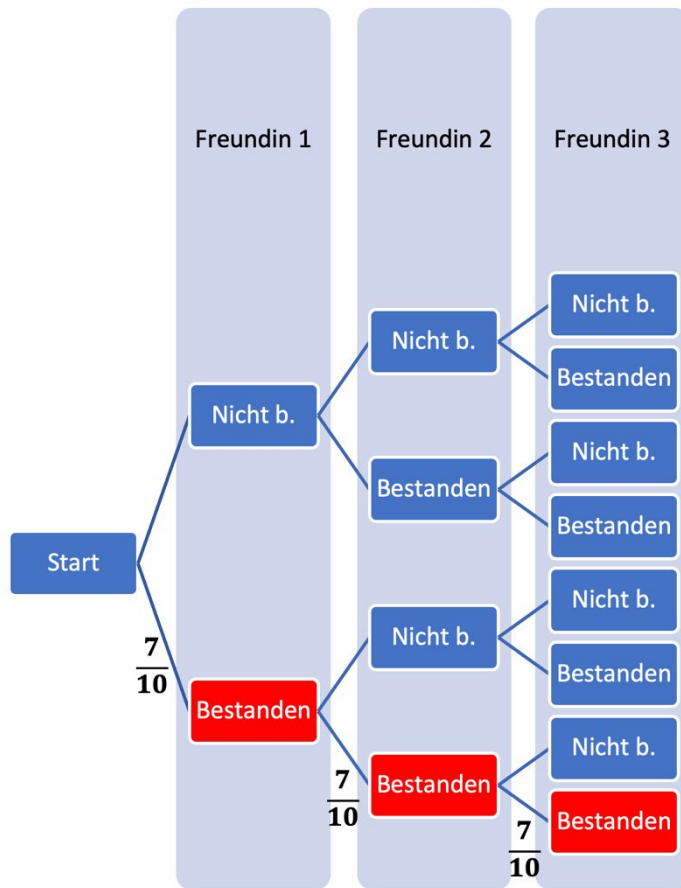 Freundin 1
Freundin 2
Freundin 3
Nicht b.
Nicht b.
Bestanden
Nicht b.
Nicht b.
Bestanden
Bestanden
Start
Nicht b.
Nicht b.
Bestanden
7
10
Bestanden
Nicht b.
7
10
Bestanden
7
10
Bestanden